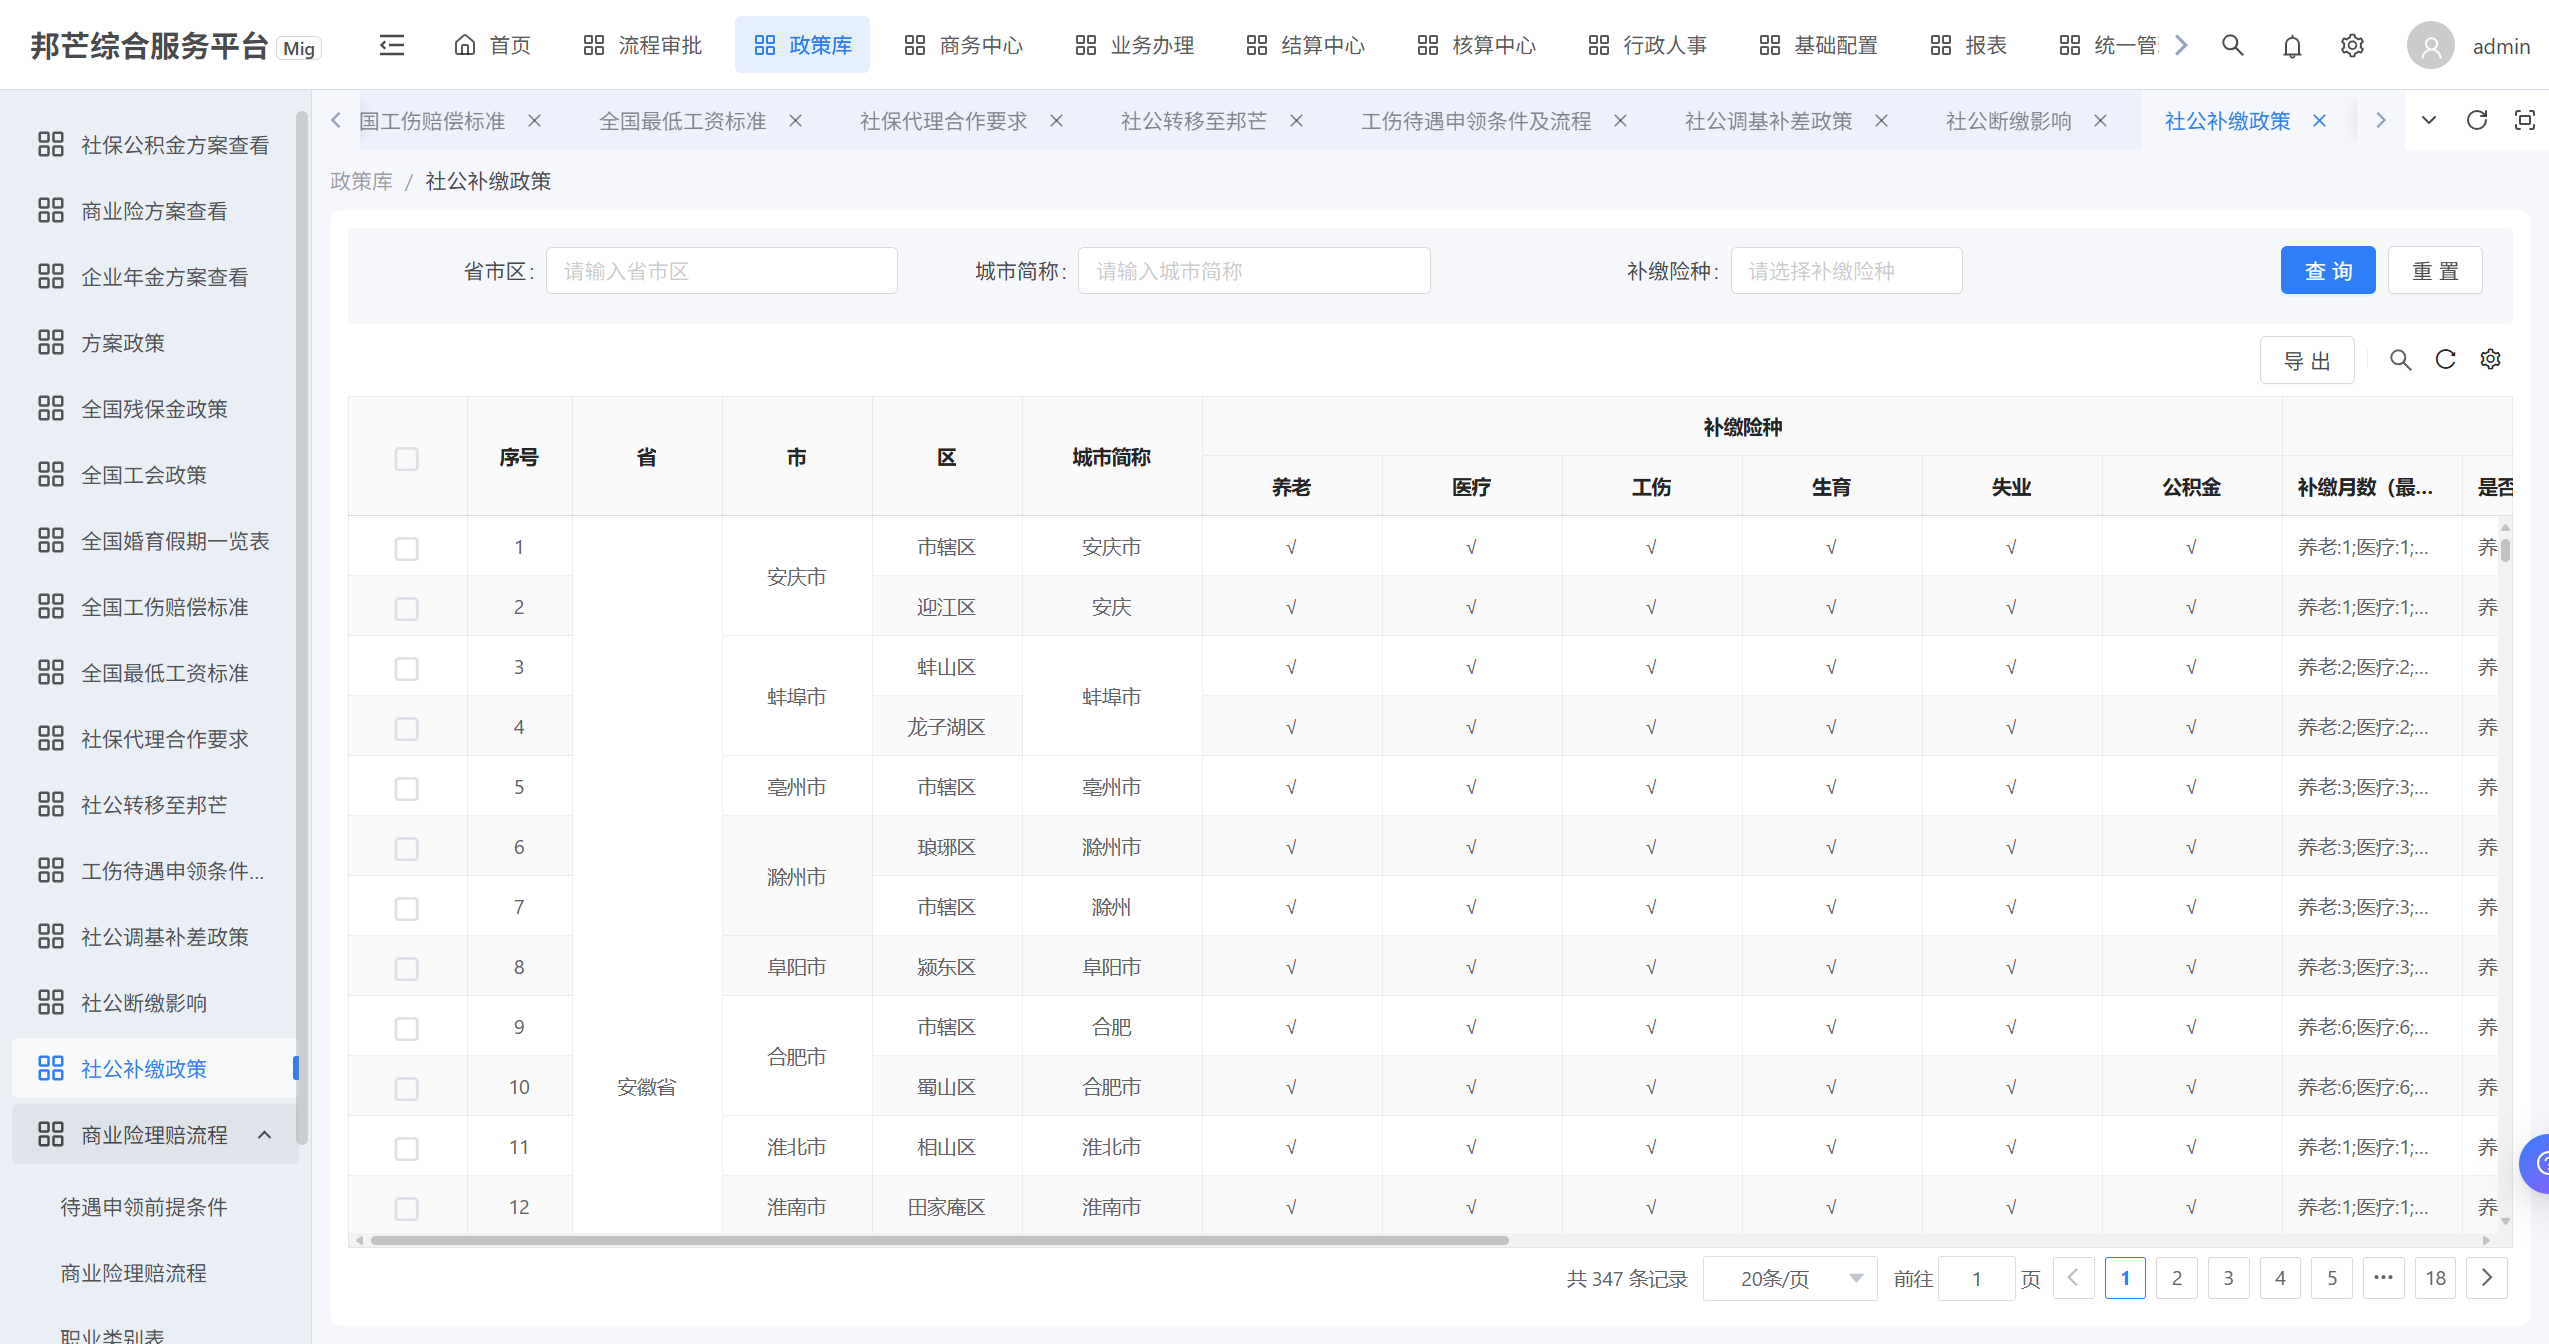 邦芒综合服务平台 Mig 首页 流程审批 政策库 商务中心 业务办理 结算中心 核算中心 行政人事 基础配置 报表 统一管 admin
国工伤赔偿标准 全国最低工资标准 社保代理合作要求 社公转移至邦芒 工伤待遇申领条件及流程 社公调基补差政策 社公断缴影响 社公补缴政策
社保公积金方案查看
商业险方案查看
企业年金方案查看
方案政策
全国残保金政策
全国工会政策
全国婚育假期一览表
全国工伤赔偿标准
全国最低工资标准
社保代理合作要求
社公转移至邦芒
工伤待遇申领条件...
社公调基补差政策
社公断缴影响
社公补缴政策
商业险理赔流程
待遇申领前提条件
商业险理赔流程
职业类别表
政策库 / 社公补缴政策
省市区: 请输入省市区 城市简称: 请输入城市简称 补缴险种: 请选择补缴险种 查 询 重 置
导 出
补缴险种
序号 省 市 区 城市简称
养老 医疗 工伤 生育 失业 公积金 补缴月数（最... 是否
1 安庆市 市辖区 安庆市 √ √ √ √ √ √ 养老:1;医疗:1;... 养
2 迎江区 安庆 √ √ √ √ √ √ 养老:1;医疗:1;... 养
3 蚌埠市 蚌山区 蚌埠市 √ √ √ √ √ √ 养老:2;医疗:2;... 养
4 龙子湖区 √ √ √ √ √ √ 养老:2;医疗:2;... 养
5 亳州市 市辖区 亳州市 √ √ √ √ √ √ 养老:3;医疗:3;... 养
6 滁州市 琅琊区 滁州市 √ √ √ √ √ √ 养老:3;医疗:3;... 养
7 市辖区 滁州 √ √ √ √ √ √ 养老:3;医疗:3;... 养
8 阜阳市 颍东区 阜阳市 √ √ √ √ √ √ 养老:3;医疗:3;... 养
9 合肥市 市辖区 合肥 √ √ √ √ √ √ 养老:6;医疗:6;... 养
10 安徽省 蜀山区 合肥市 √ √ √ √ √ √ 养老:6;医疗:6;... 养
11 淮北市 相山区 淮北市 √ √ √ √ √ √ 养老:1;医疗:1;... 养
12 淮南市 田家庵区 淮南市 √ √ √ √ √ √ 养老:1;医疗:1;... 养
共 347 条记录 20条/页 前往 1 页 1 2 3 4 5 ••• 18